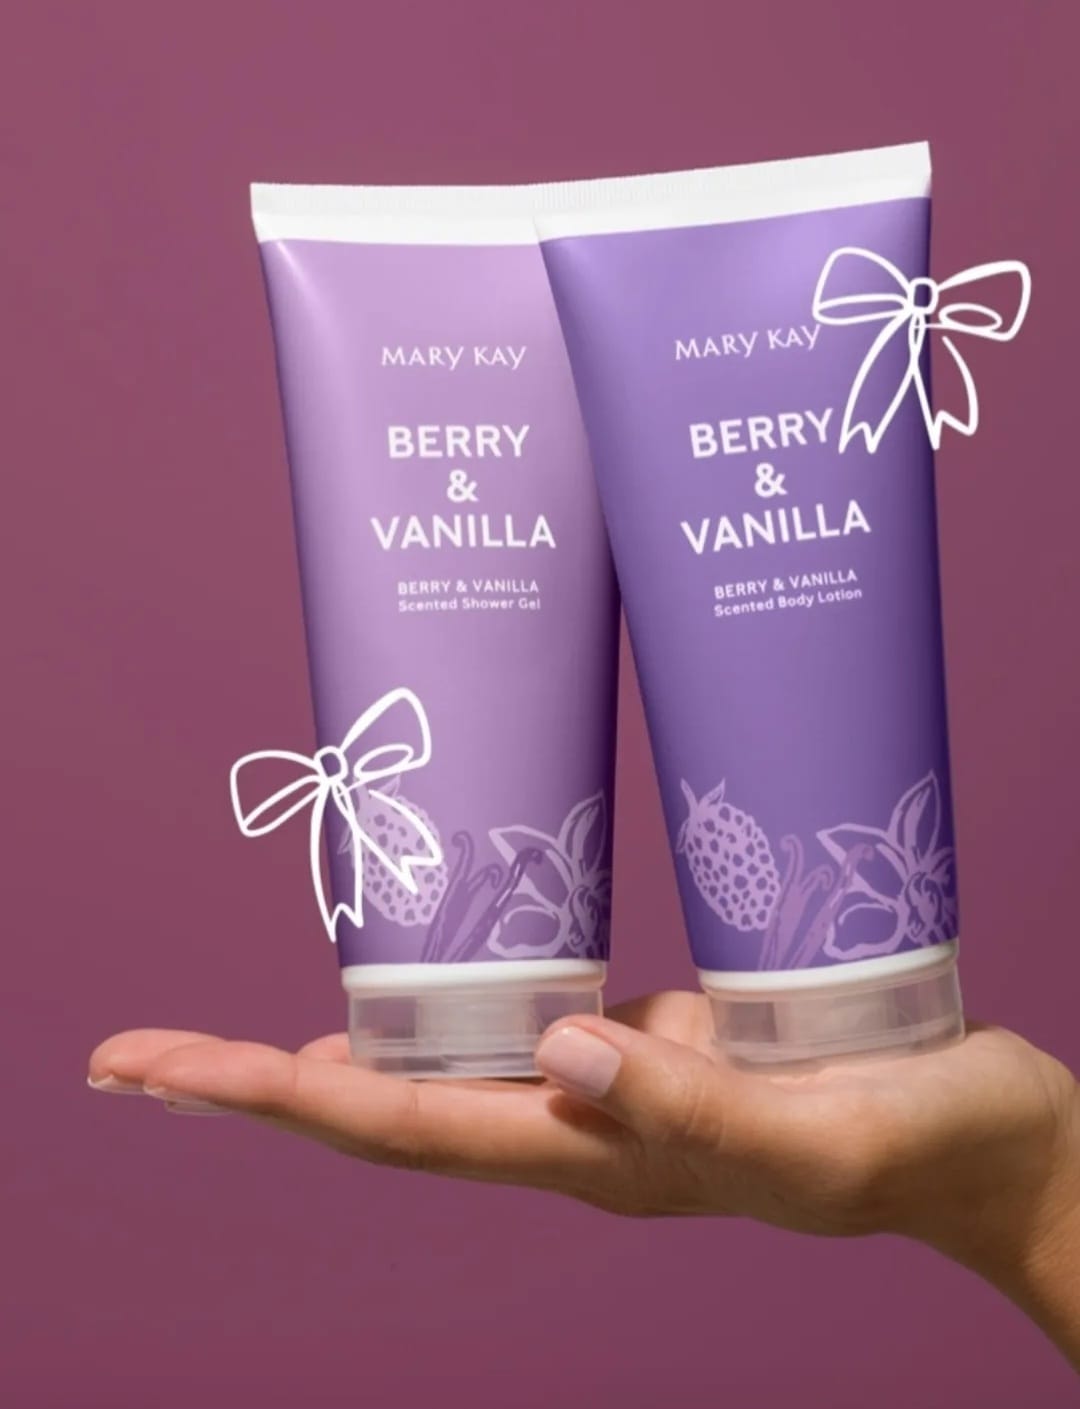 MARY KAY
BERRY
&
VANILLA
BERRY & VANILLA
Scented Shower Gel
MARY KAY
BERRY
&
VANILLA
BERRY & VANILLA
Scented Body Lotion